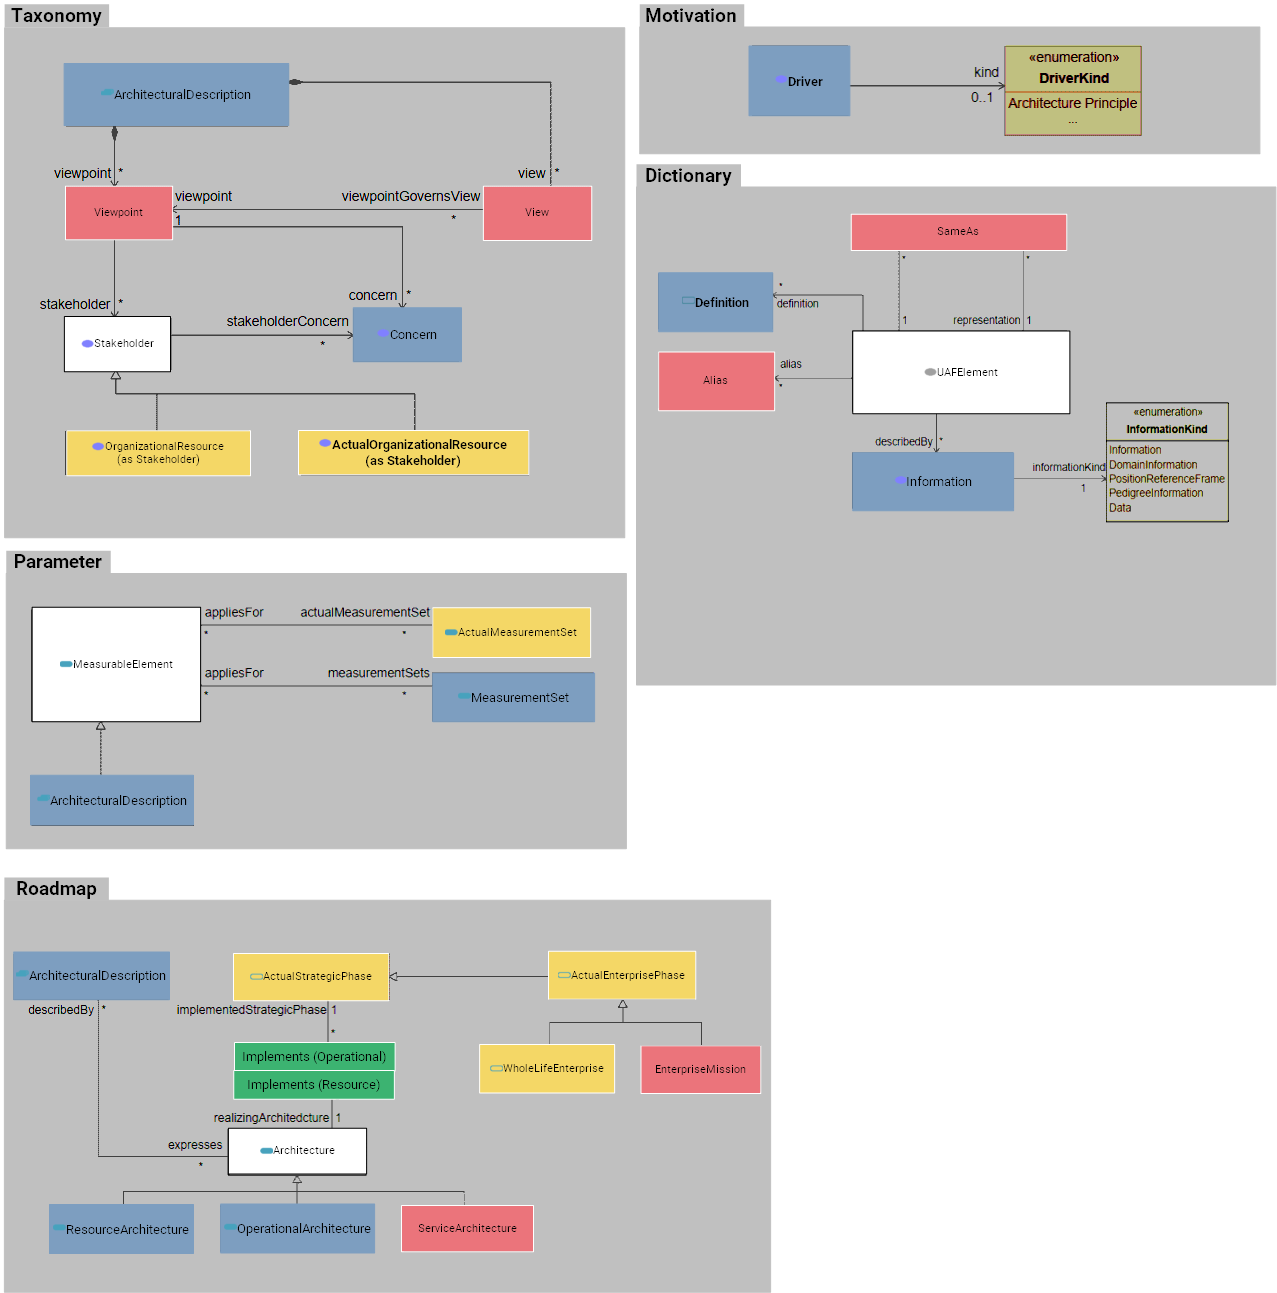 Taxonomy
ArchitecturalDescription
viewpoint *
view *
Viewpoint
viewpoint
1
viewpointGovernsView
*
View
stakeholder *
concern *
Stakeholder
stakeholderConcern
*
Concern
OrganizationalResource
(as Stakeholder)
ActualOrganizationalResource
(as Stakeholder)
Motivation
Driver
kind
0..1
«enumeration»
DriverKind
Architecture Principle
...
Dictionary
SameAs
*
*
Definition
*
definition
1
representation 1
Alias
alias
*
UAFElement
describedBy *
Information
informationKind
1
«enumeration»
InformationKind
Information
DomainInformation
PositionReferenceFrame
PedigreeInformation
Data
Parameter
MeasurableElement
appliesFor
*
actualMeasurementSet
*
ActualMeasurementSet
appliesFor
*
measurementSets
*
MeasurementSet
ArchitecturalDescription
Roadmap
ArchitecturalDescription
describedBy *
ActualStrategicPhase
ActualEnterprisePhase
implementedStrategicPhase 1
*
Implements (Operational)
Implements (Resource)
WholeLifeEnterprise
EnterpriseMission
realizingArchitedcture 1
expresses
*
Architecture
ResourceArchitecture
OperationalArchitecture
ServiceArchitecture